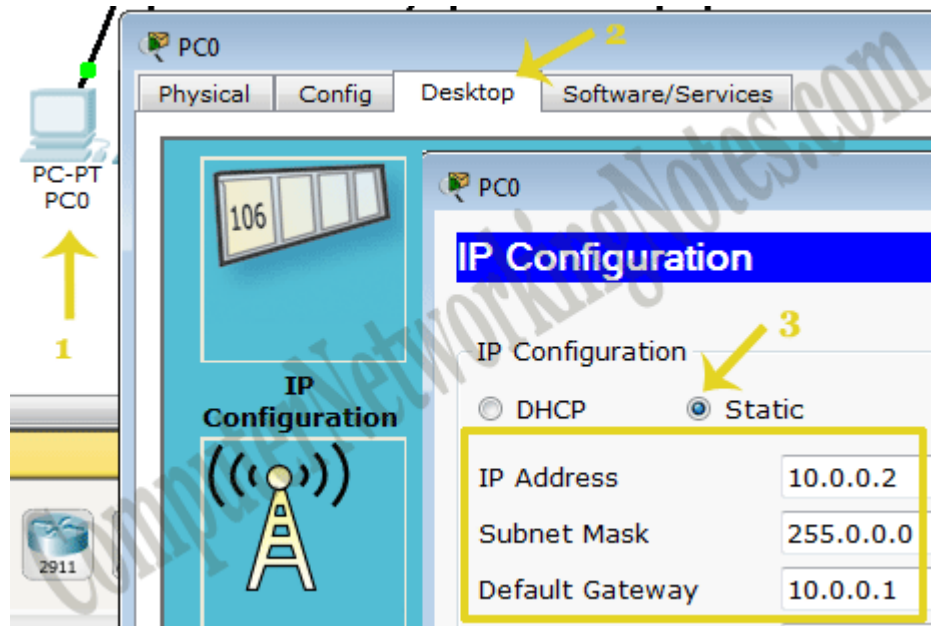 PC0
2
Physical
Config
Desktop
Software/Services
PC-PT
PC0
1
106
IP
Configuration
PC0
IP Configuration
3
IP Configuration
DHCP
Static
IP Address 10.0.0.2
Subnet Mask 255.0.0.0
Default Gateway 10.0.0.1
2911
ComputerNetworkingNotes.com